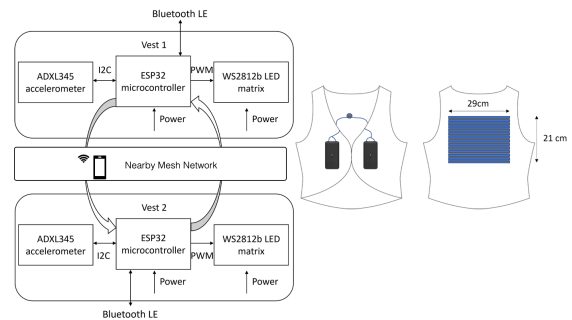 Bluetooth LE
Vest 1
ADXL345
accelerometer
I2C
ESP32
microcontroller
PWM
WS2812b LED
matrix
Power
Power
Nearby Mesh Network
Vest 2
ADXL345
accelerometer
I2C
ESP32
microcontroller
PWM
WS2812b LED
matrix
Power
Power
Bluetooth LE
29cm
21 cm